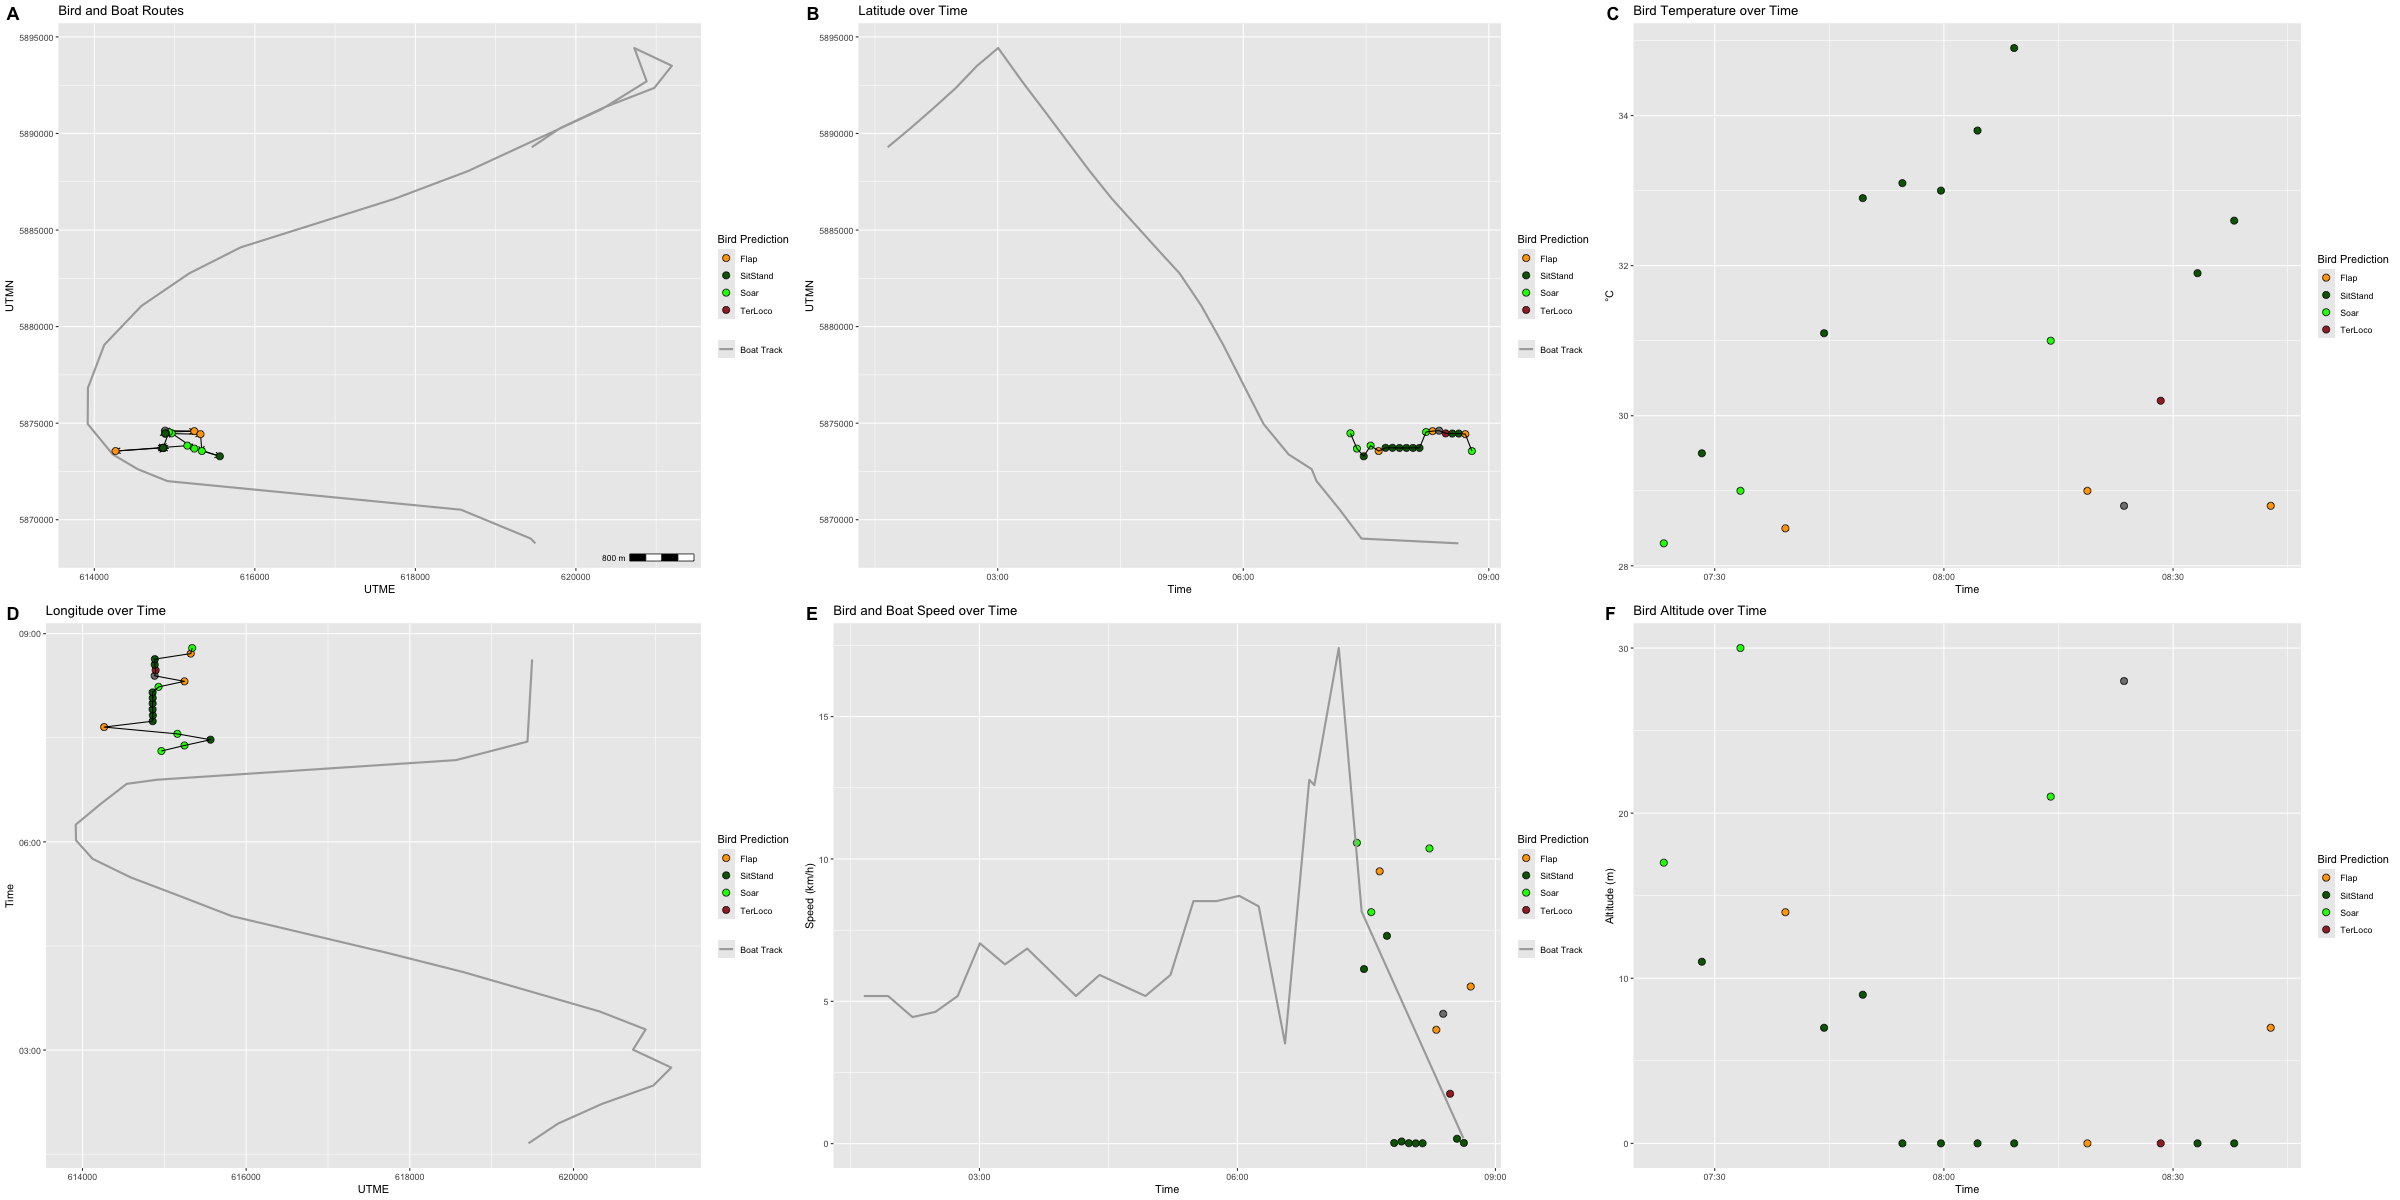 A Bird and Boat Routes
5895000
5890000
5885000
5880000
5875000
5870000
UTMN
614000 616000 618000 620000
UTME
800 m
Bird Prediction
Flap
SitStand
Soar
TerLoco
Boat Track
B Latitude over Time
5895000
5890000
5885000
5880000
5875000
5870000
UTMN
03:00 06:00 09:00
Time
Bird Prediction
Flap
SitStand
Soar
TerLoco
Boat Track
C Bird Temperature over Time
34
32
30
28
°C
07:30 08:00 08:30
Time
Bird Prediction
Flap
SitStand
Soar
TerLoco
D Longitude over Time
09:00
06:00
03:00
Time
614000 616000 618000 620000
UTME
Bird Prediction
Flap
SitStand
Soar
TerLoco
Boat Track
E Bird and Boat Speed over Time
15
10
5
0
Speed (km/h)
03:00 06:00 09:00
Time
Bird Prediction
Flap
SitStand
Soar
TerLoco
Boat Track
F Bird Altitude over Time
30
20
10
0
Altitude (m)
07:30 08:00 08:30
Time
Bird Prediction
Flap
SitStand
Soar
TerLoco